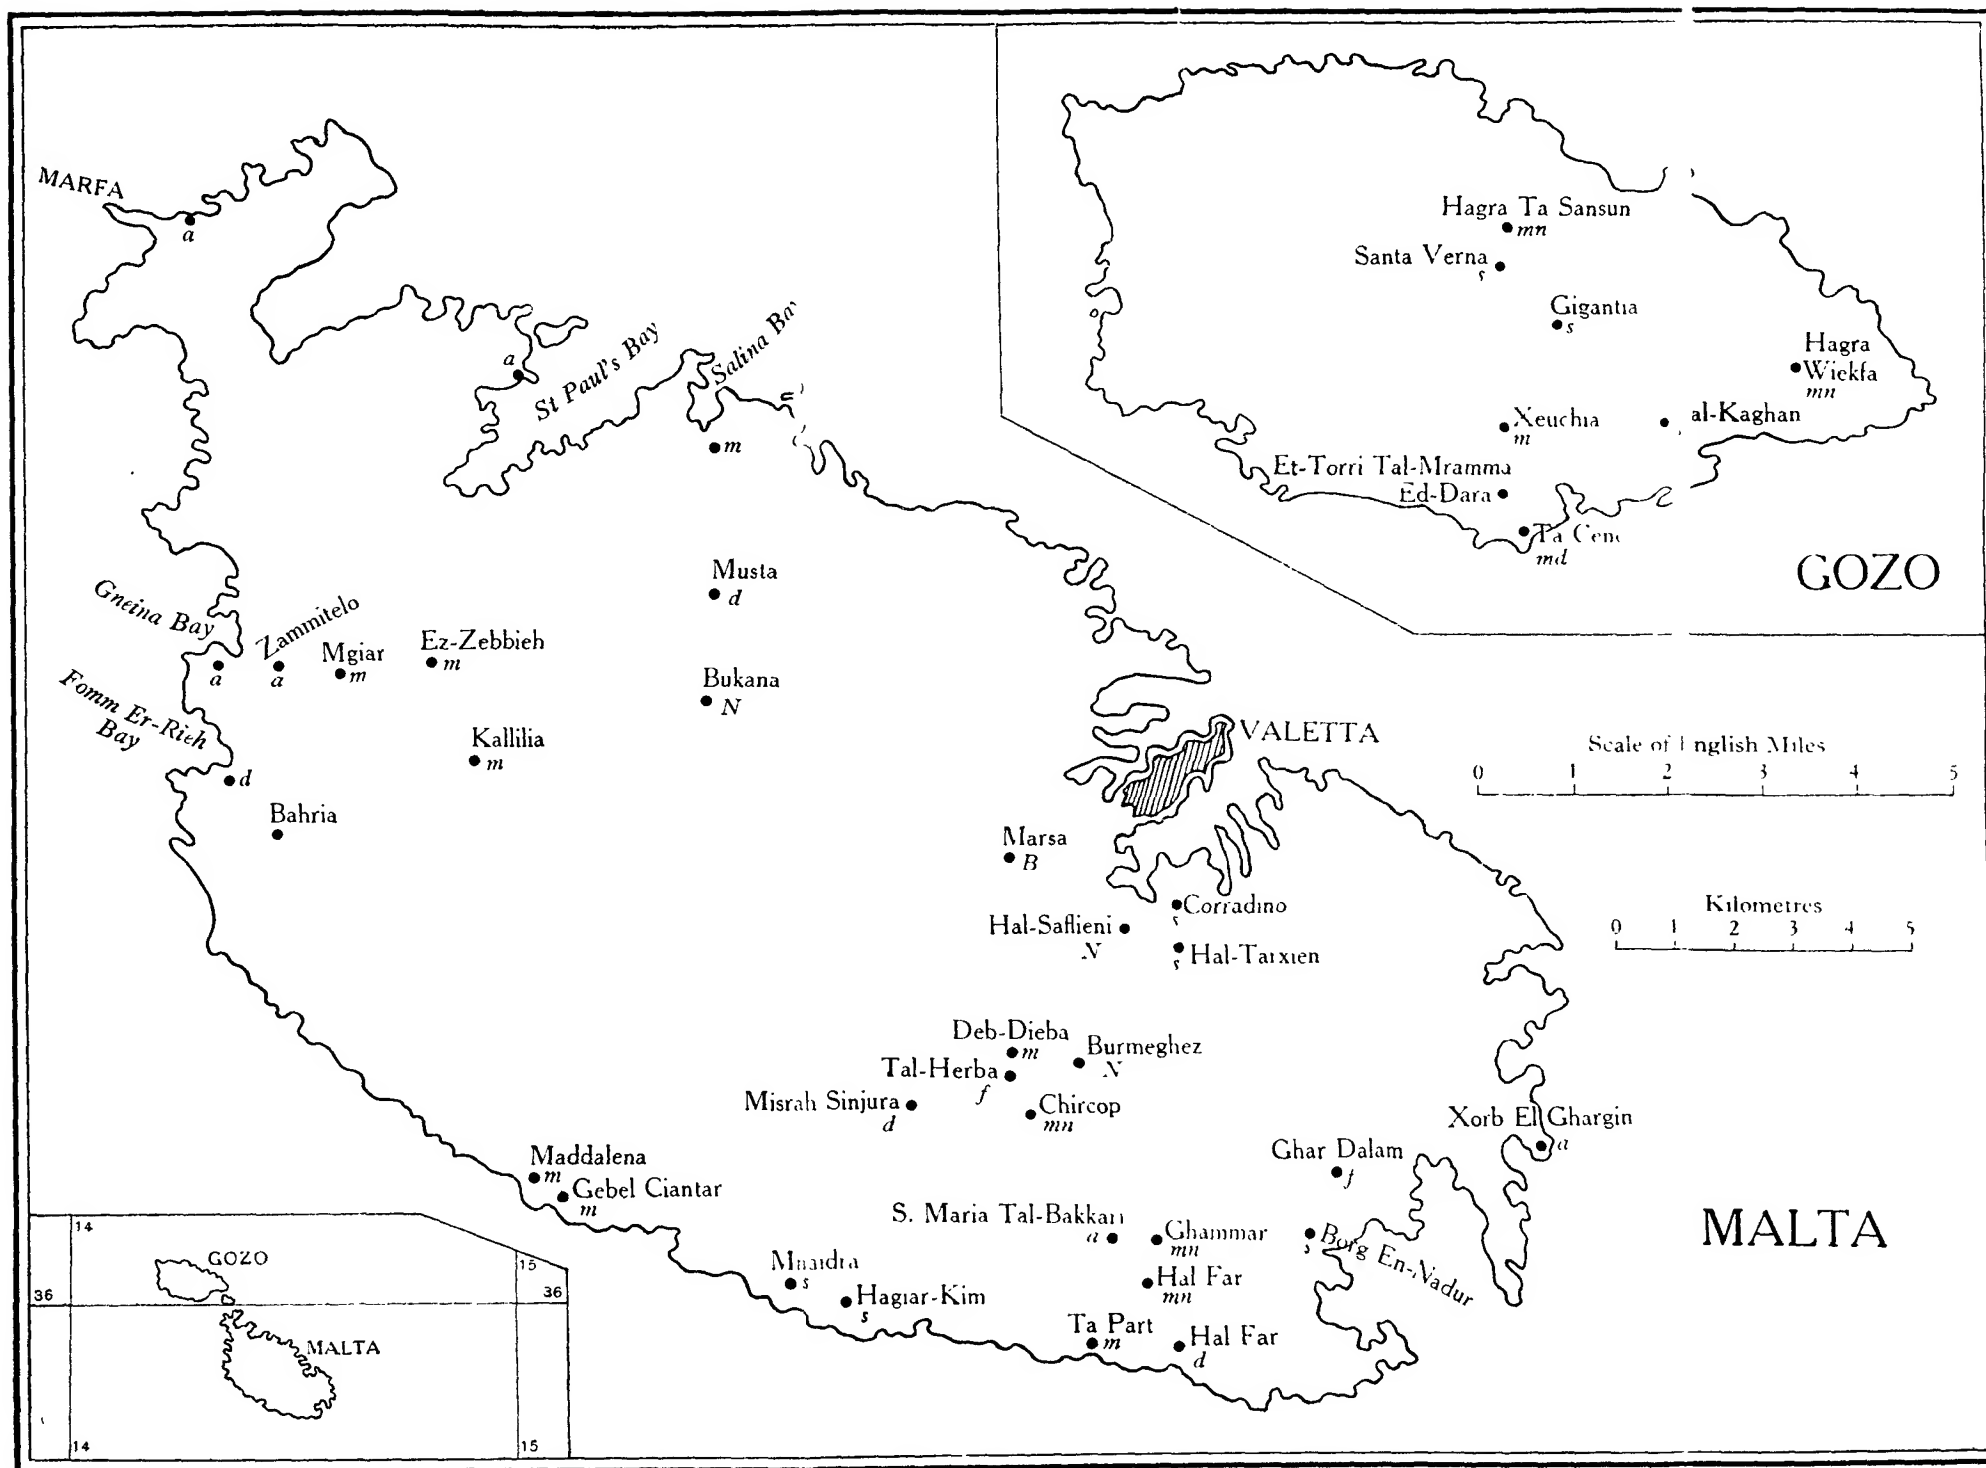 MARFA
a
a
St Paul's Bay
Salina
m
Gneina Bay
Zammitelo
a
a
Mgiar
m
Ez-Zebbieh
m
Musta
d
Bukana
N
Fomm Er-Rieh
Bay
d
Kallilia
m
Bahria
VALETTA
Marsa
B
Corradino
s
Hal-Saflieni
N
Hal-Tarxien
s
Deb-Dieba
m
Tal-Herba
f
Burmeghez
N
Misrah Sinjura
d
Chircop
mn
Xorb El Ghargin
a
Ghar Dalam
f
Maddalena
m
Gebel Ciantar
m
S. Maria Tal-Bakkari
a
Ghammar
mn
Borg En-Nadur
s
Mnaidra
s
Hagiar-Kim
s
Hal Far
mn
Ta Part
m
Hal Far
d
MALTA
Hagra Ta Sansun
mn
Santa Verna
s
Gigantia
s
Hagra
Wiekfa
mn
Xeuchia
m
al-Kaghan
Et-Torri Tal-Mramma
Ed-Dara
Ta
md
GOZO
Scale of English Miles
0 1 2 3 4 5
Kilometres
0 1 2 3 4 5
14
15
GOZO
36
36
MALTA
14
15